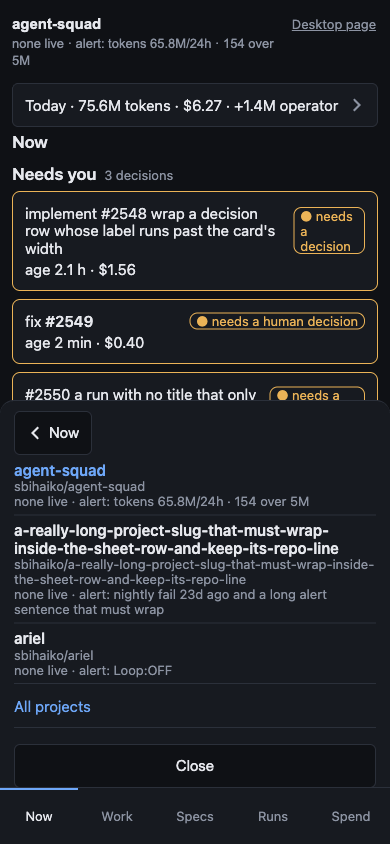 agent-squad
Desktop page
none live · alert: tokens 65.8M/24h · 154 over
5M
Today · 75.6M tokens · $6.27 · +1.4M operator
Now
Needs you 3 decisions
implement #2548 wrap a decision
row whose label runs past the card's
width
needs
a
decision
age 2.1 h · $1.56
fix #2549
needs a human decision
age 2 min · $0.40
#2550 a run with no title that only
needs a
Now
agent-squad
sbihaiko/agent-squad
none live · alert: tokens 65.8M/24h · 154 over 5M
a-really-long-project-slug-that-must-wrap-
inside-the-sheet-row-and-keep-its-repo-line
sbihaiko/a-really-long-project-slug-that-must-wrap-inside-
the-sheet-row-and-keep-its-repo-line
none live · alert: nightly fail 23d ago and a long alert
sentence that must wrap
ariel
sbihaiko/ariel
none live · alert: Loop:OFF
All projects
Close
Now Work Specs Runs Spend